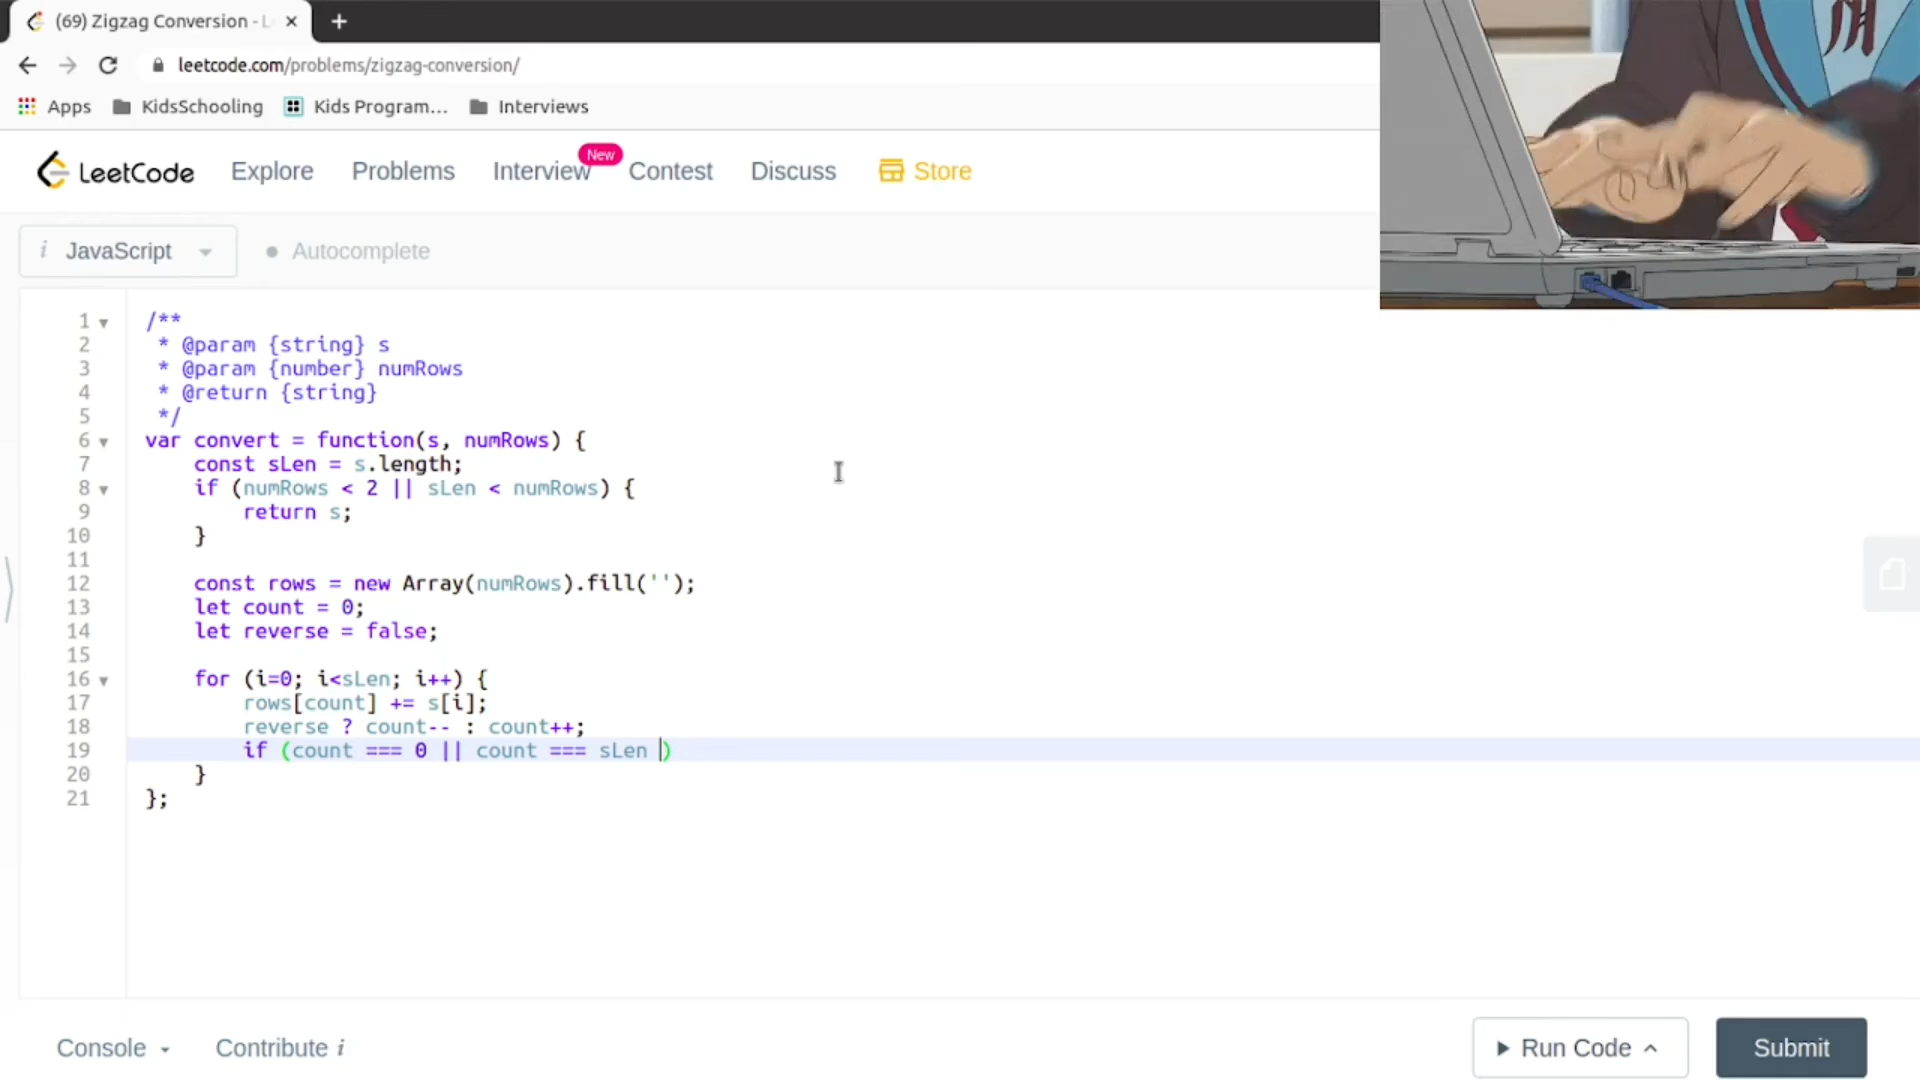 (69) Zigzag Conversion - L
leetcode.com/problems/zigzag-conversion/
Apps KidsSchooling Kids Program... Interviews
LeetCode Explore Problems Interview New Contest Discuss Store
i JavaScript Autocomplete
1 /**
2 * @param {string} s
3 * @param {number} numRows
4 * @return {string}
5 */
6 var convert = function(s, numRows) {
7 const sLen = s.length;
8 if (numRows < 2 || sLen < numRows) {
9 return s;
10 }
11
12 const rows = new Array(numRows).fill('');
13 let count = 0;
14 let reverse = false;
15
16 for (i=0; i<sLen; i++) {
17 rows[count] += s[i];
18 reverse ? count-- : count++;
19 if (count === 0 || count === sLen )
20 }
21 };
Console Contribute i Run Code Submit